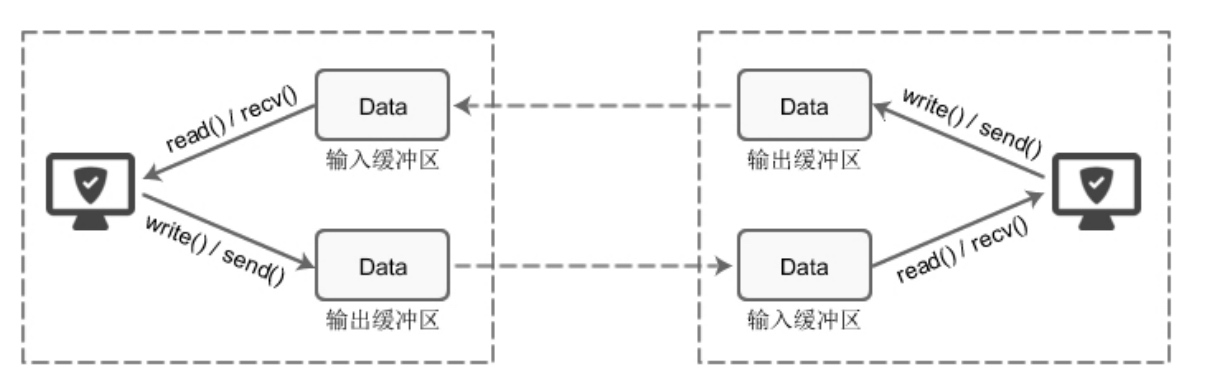 read() / recv()
Data
输入缓冲区
write() / send()
Data
输出缓冲区
Data
输出缓冲区
write() / send()
Data
输入缓冲区
read() / recv()